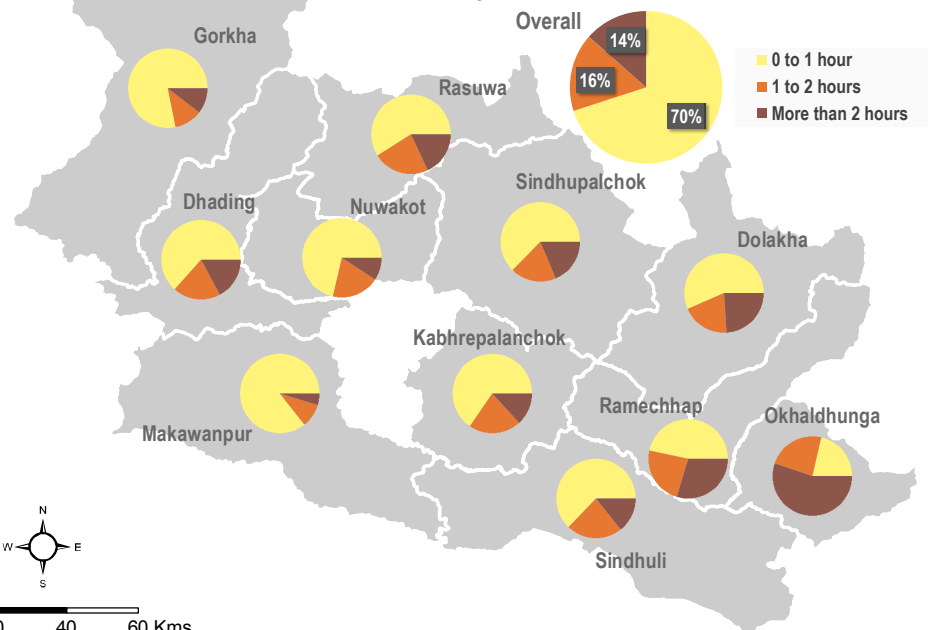 Overall
Gorkha
14%
0 to 1 hour
16%
1 to 2 hours
Rasuwa
More than 2 hours
70%
Sindhupalchok
Dhading
Nuwakot
Dolakha
Kabhrepalanchok
Ramechhap
Okhaldhunga
Makawanpur
Sindhuli
N
W
E
S
40
60 Kms